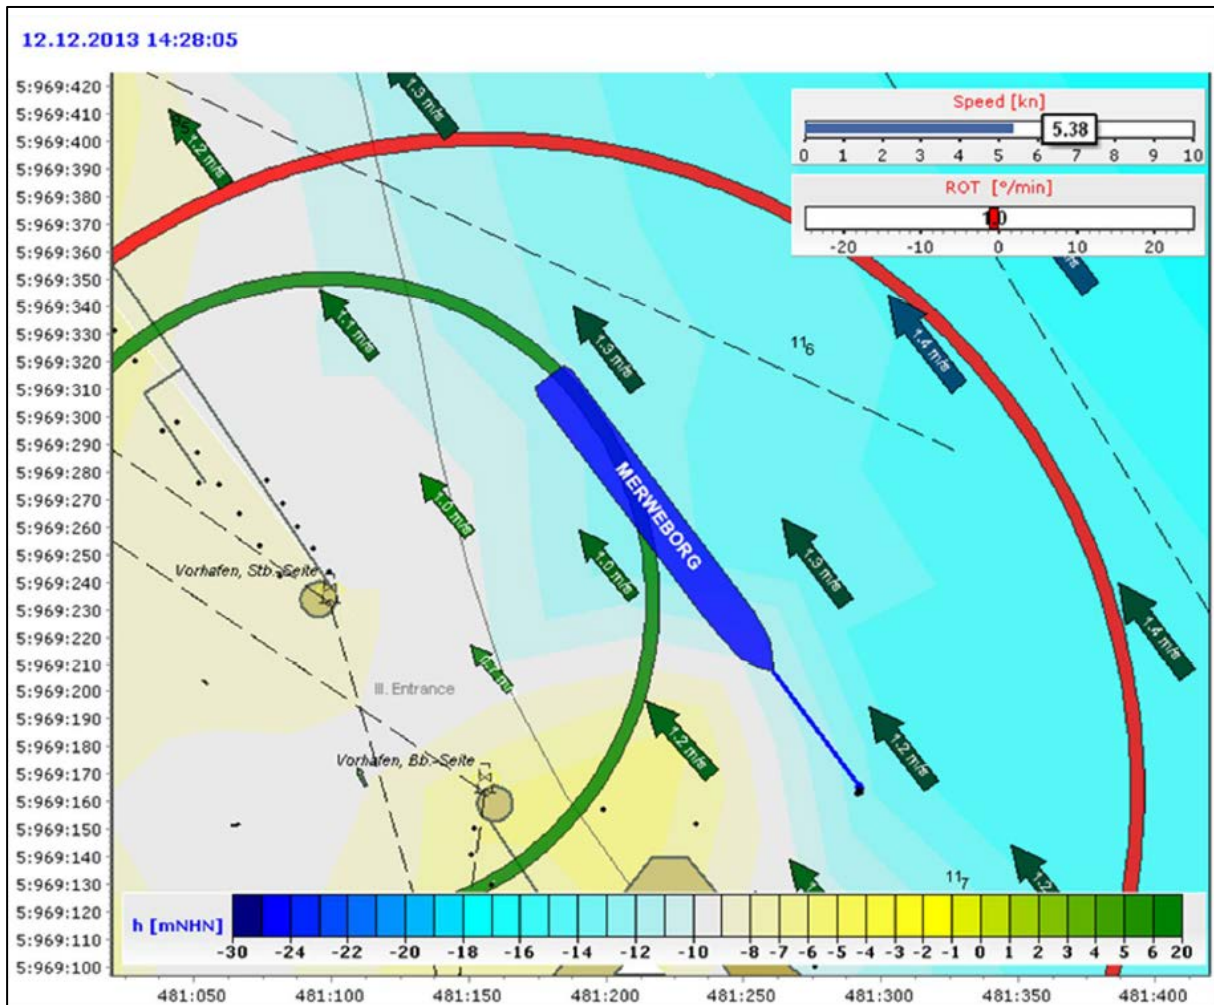 12.12.2013 14:28:05
5:969:420
5:969:410
5:969:400
5:969:390
5:969:380
5:969:370
5:969:360
5:969:350
5:969:340
5:969:330
5:969:320
5:969:310
5:969:300
5:969:290
5:969:280
5:969:270
5:969:260
5:969:250
5:969:240
5:969:230
5:969:220
5:969:210
5:969:200
5:969:190
5:969:180
5:969:170
5:969:160
5:969:150
5:969:140
5:969:130
5:969:120
5:969:110
5:969:100
Speed [kn]
5.38
0 1 2 3 4 5 6 7 8 9 10
ROT [°/min]
-20 -10 0 10 20
1.3 m/s
1.2 m/s
1.1 m/s
1.3 m/s
11₆
1.4 m/s
MERWEBORG
1.0 m/s
1.0 m/s
1.3 m/s
1.4 m/s
Vorhafen, Stb.-Seite
III. Entrance
1.2 m/s
1.2 m/s
Vorhafen, Bb.-Seite
11₇
h [mNHN]
-30 -24 -22 -20 -18 -16 -14 -12 -10 -8 -7 -6 -5 -4 -3 -2 -1 0 2 3 4 5 6 20
481:050 481:100 481:150 481:200 481:250 481:300 481:350 481:400